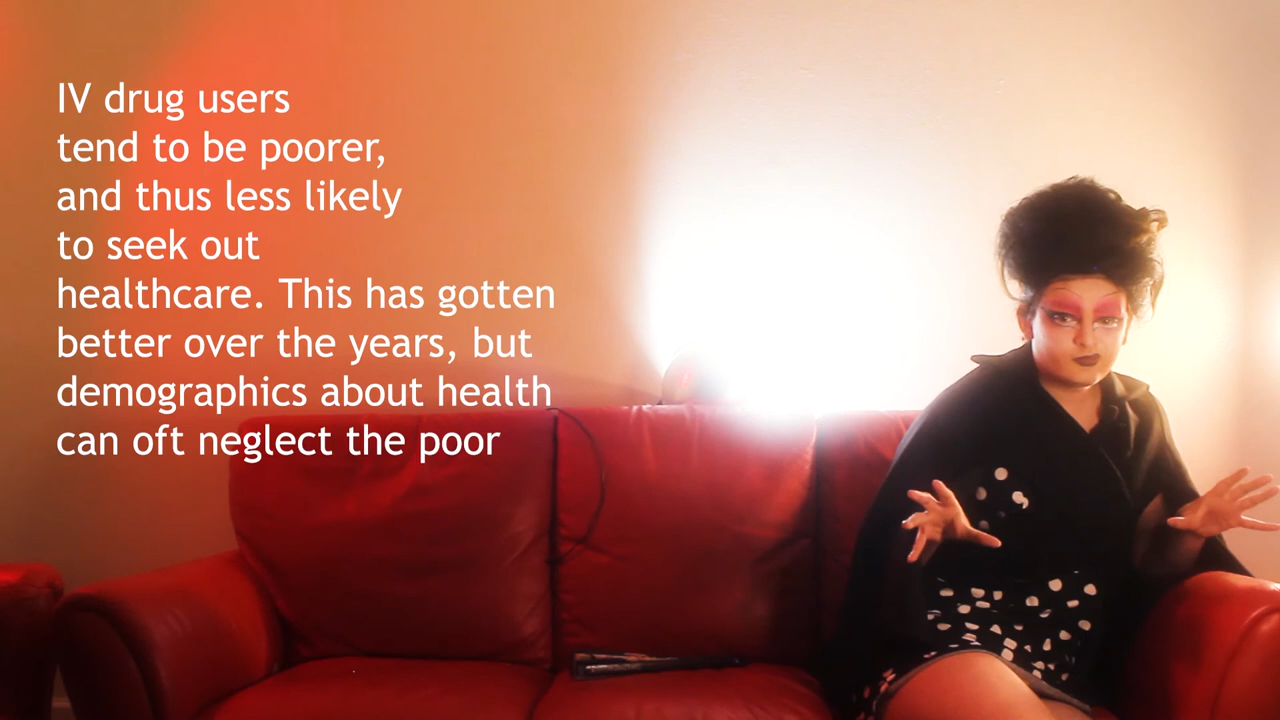 IV drug users
tend to be poorer,
and thus less likely
to seek out
healthcare. This has gotten
better over the years, but
demographics about health
can oft neglect the poor